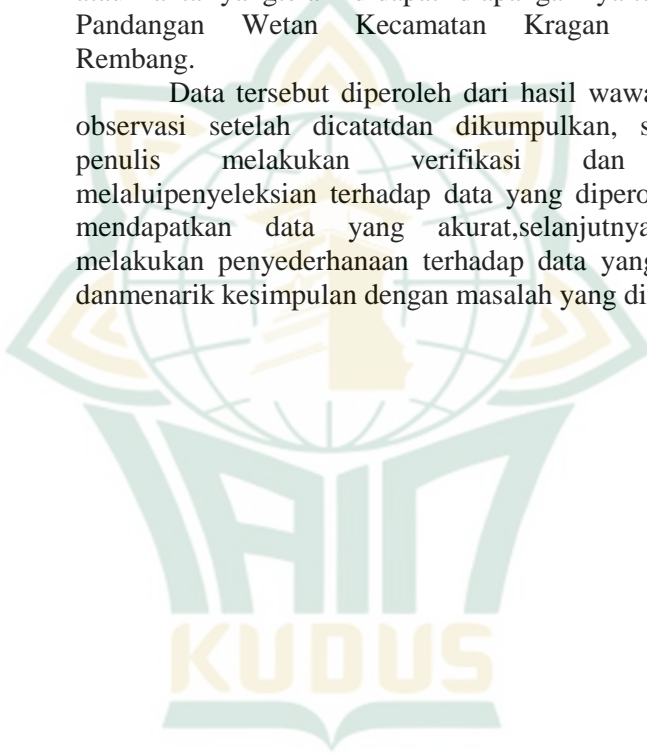 Pandangan Wetan Kecamatan Kragan
Rembang.
Data tersebut diperoleh dari hasil wawa
observasi setelah dicatatdan dikumpulkan, s
penulis melakukan verifikasi dan
melaluipenyeleksian terhadap data yang dipero
mendapatkan data yang akurat,selanjutnya
melakukan penyederhanaan terhadap data yang
danmenarik kesimpulan dengan masalah yang di
IAIN
KUDUS